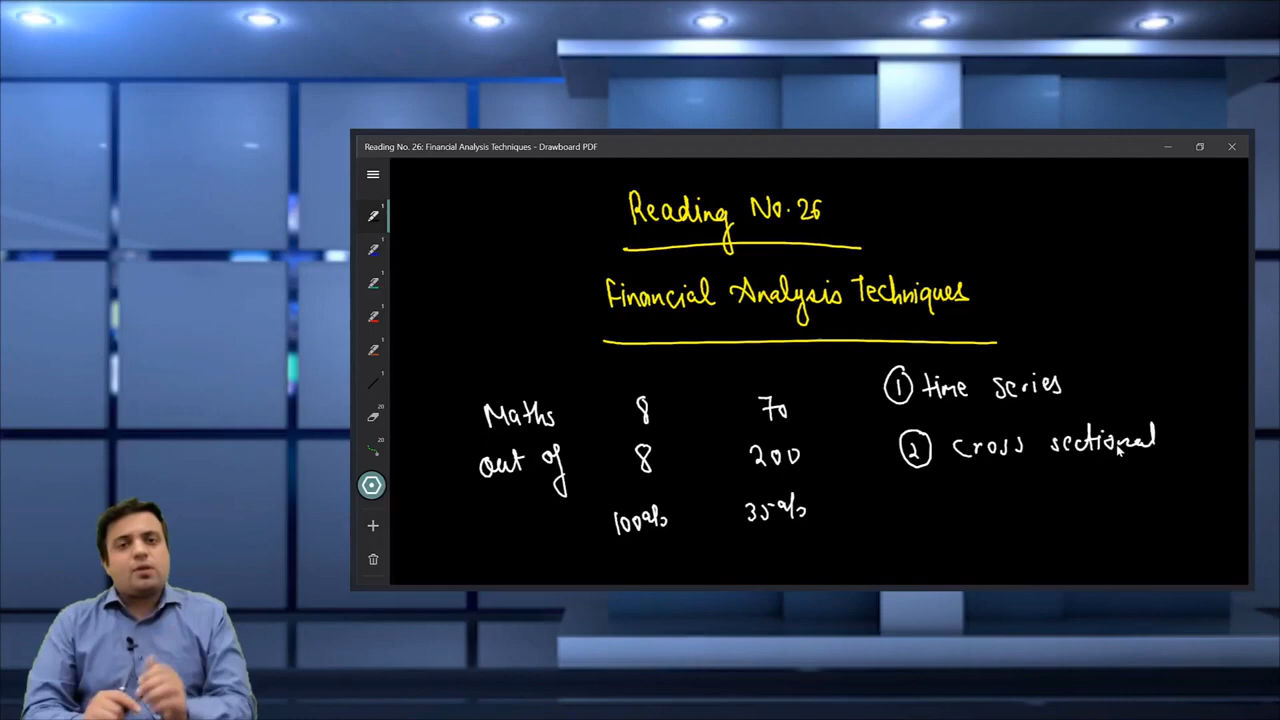 Reading No. 26: Financial Analysis Techniques - Drawboard PDF
Reading No. 26
Financial Analysis Techniques
Maths 8 70
out of 8 200
100% 35%
① time series
② cross sectional